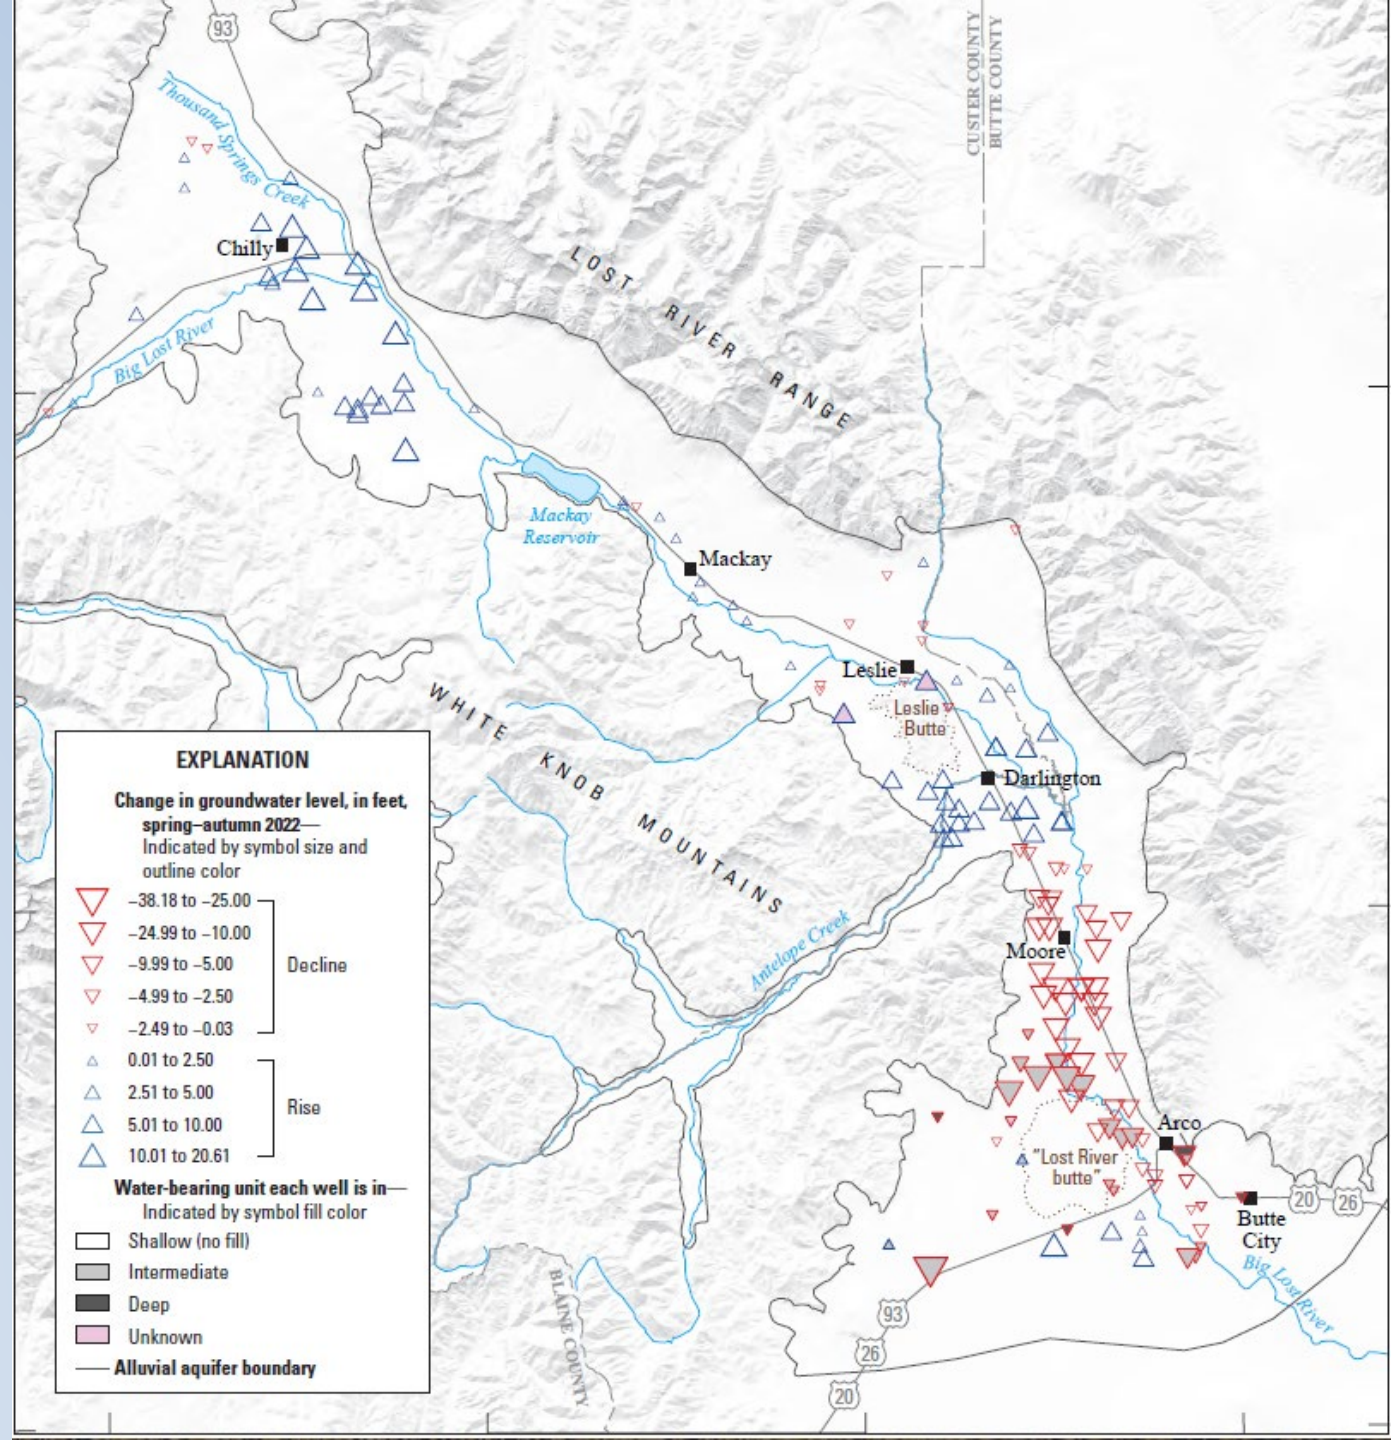 93
CUSTER COUNTY
BUTTE COUNTY
Thousand Springs Creek
Chilly
Big Lost River
LOST RIVER RANGE
Mackay
Reservoir
Mackay
Leslie
Leslie
Butte
WHITE KNOB MOUNTAINS
Darlington
Antelope Creek
Moore
Arco
"Lost River
butte"
20
26
Butte
City
Big Lost River
93
26
20
BLAINE COUNTY
EXPLANATION
Change in groundwater level, in feet,
spring–autumn 2022—
Indicated by symbol size and
outline color
−38.18 to −25.00
−24.99 to −10.00
−9.99 to −5.00
Decline
−4.99 to −2.50
−2.49 to −0.03
0.01 to 2.50
2.51 to 5.00
Rise
5.01 to 10.00
10.01 to 20.61
Water-bearing unit each well is in—
Indicated by symbol fill color
Shallow (no fill)
Intermediate
Deep
Unknown
Alluvial aquifer boundary